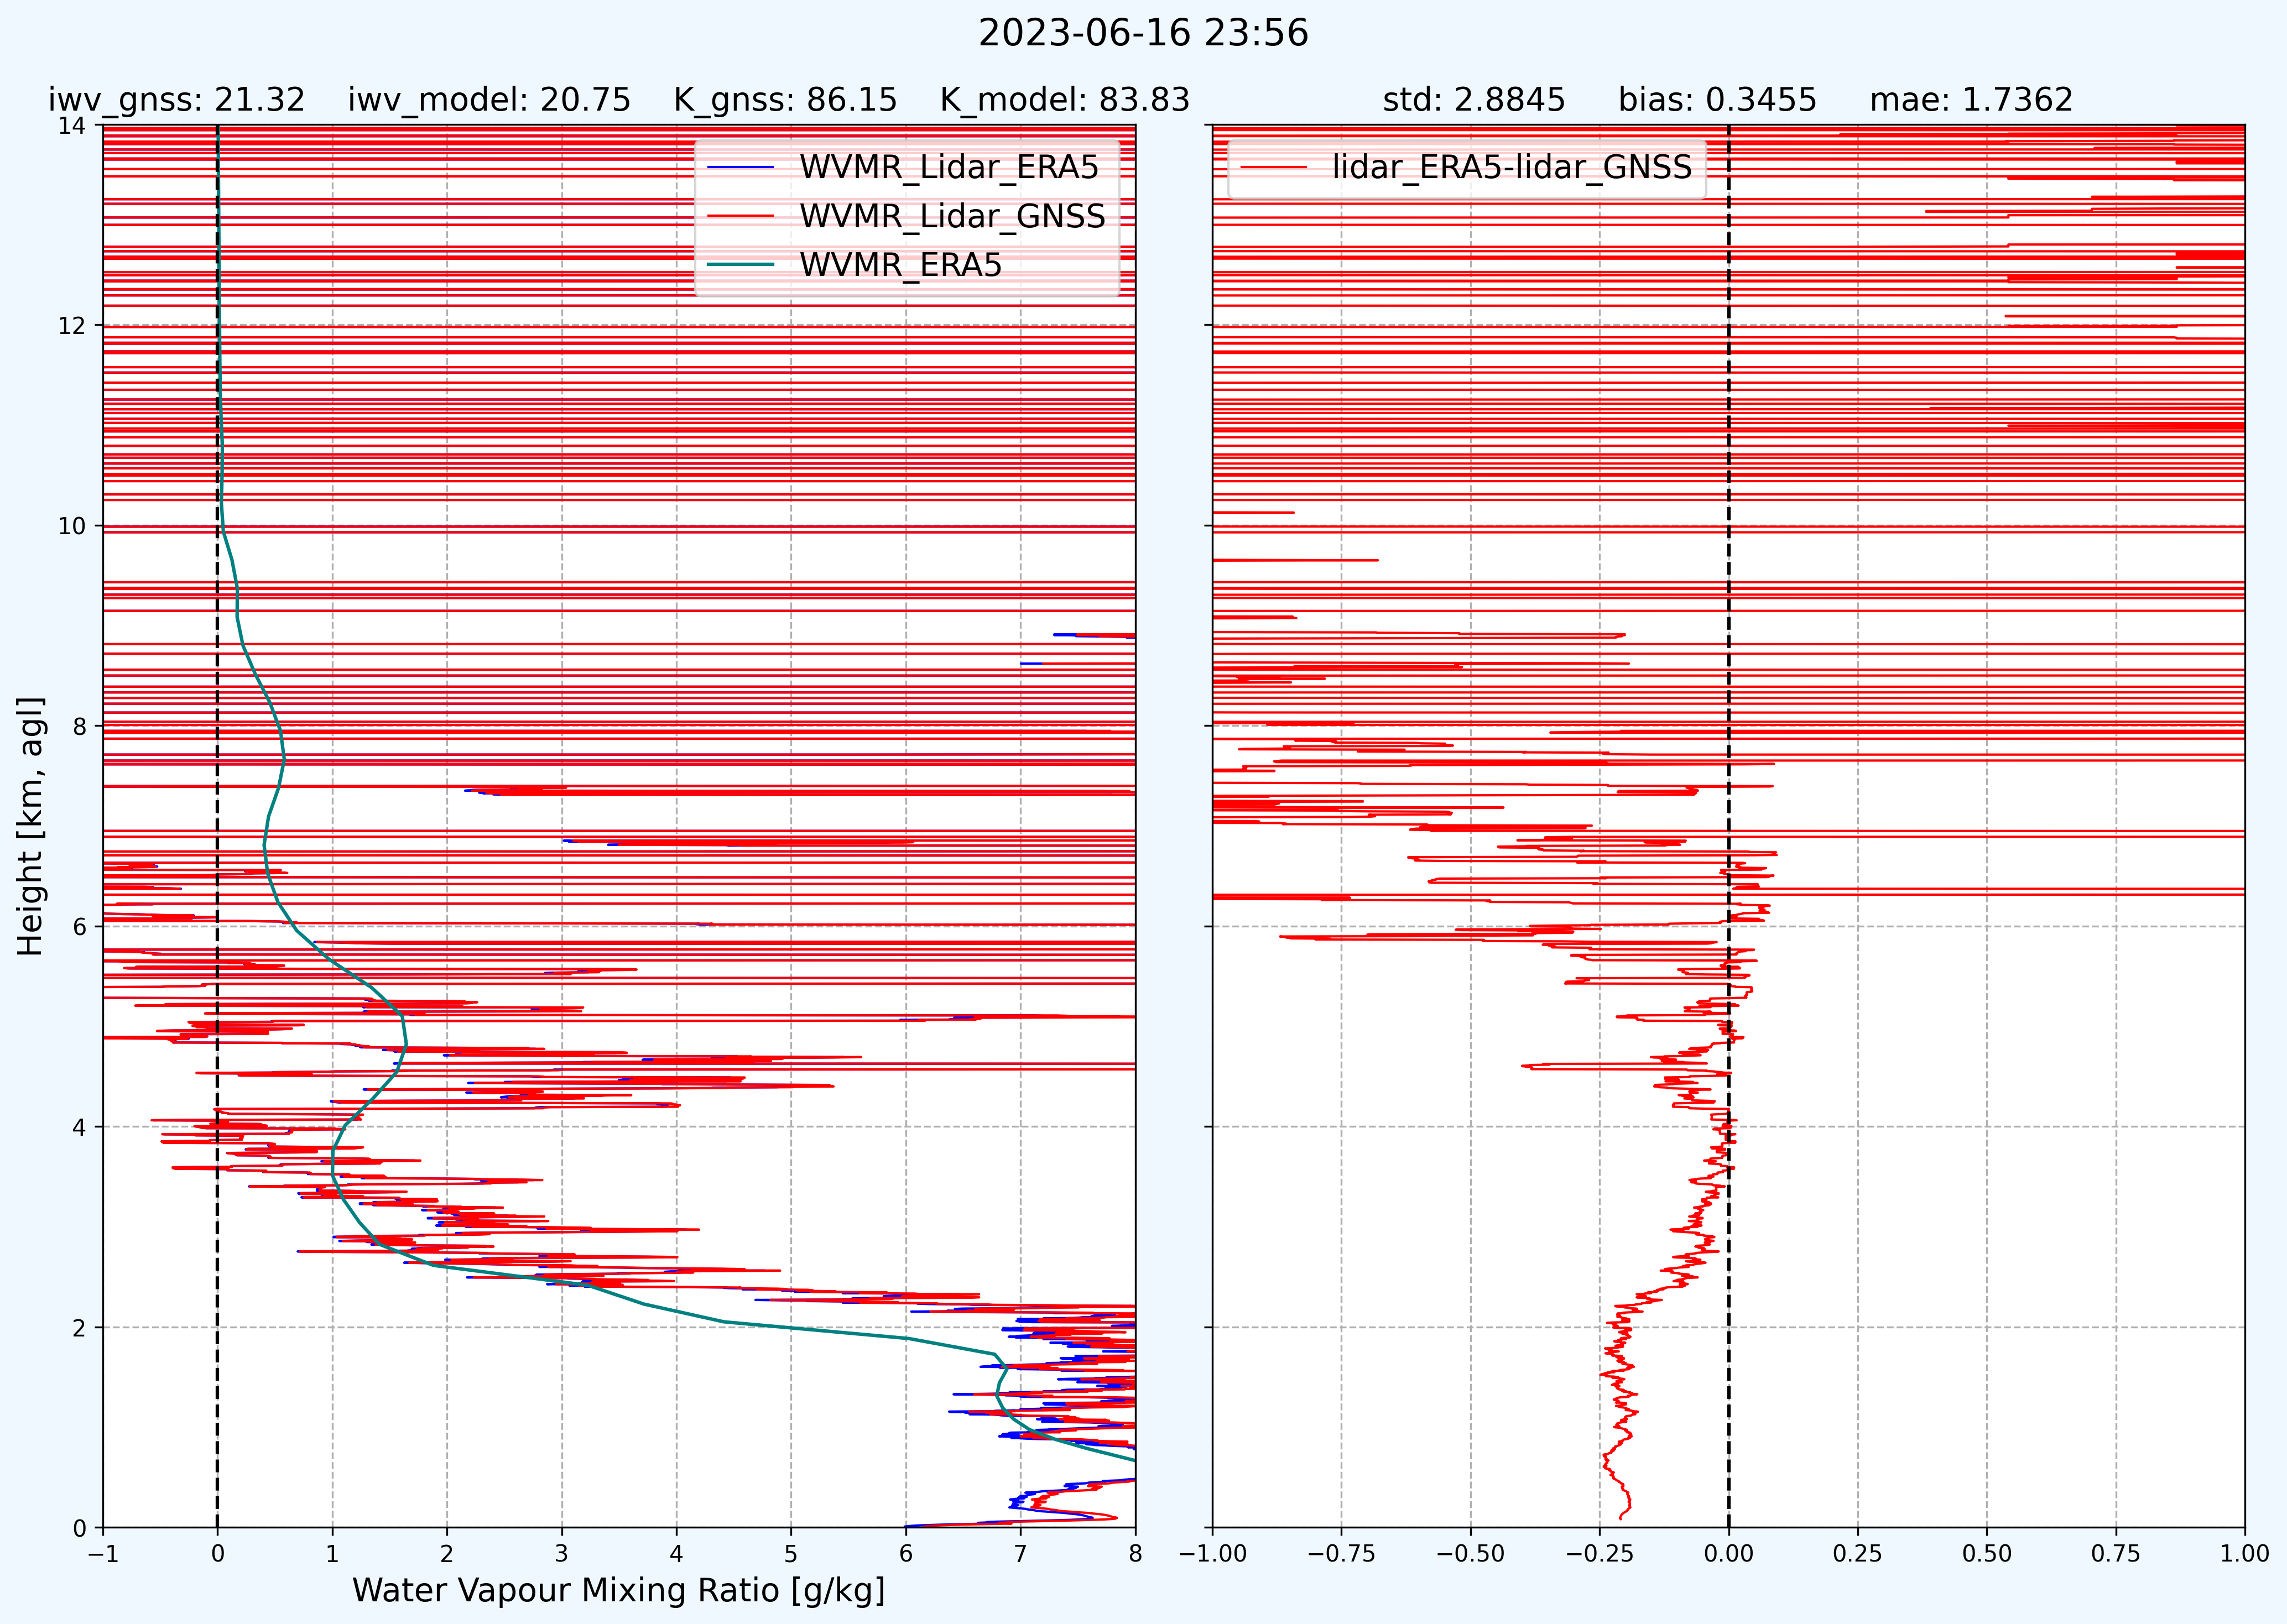 2023-06-16 23:56
iwv_gnss: 21.32 iwv_model: 20.75 K_gnss: 86.15 K_model: 83.83
std: 2.8845 bias: 0.3455 mae: 1.7362
WVMR_Lidar_ERA5
WVMR_Lidar_GNSS
WVMR_ERA5
lidar_ERA5-lidar_GNSS
Height [km, agl]
14
12
10
8
6
4
2
0
−1 0 1 2 3 4 5 6 7 8
Water Vapour Mixing Ratio [g/kg]
−1.00 −0.75 −0.50 −0.25 0.00 0.25 0.50 0.75 1.00